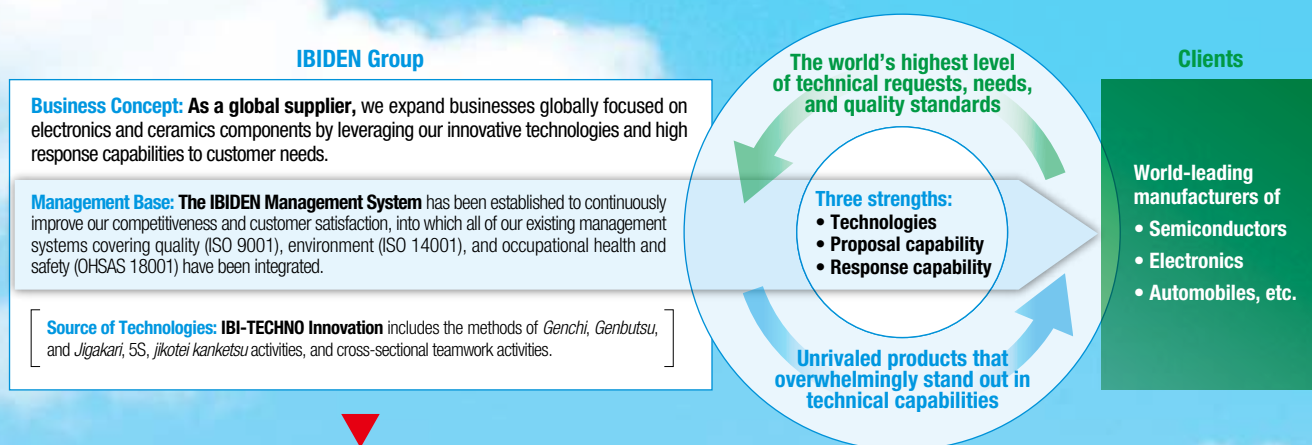 IBIDEN Group
Business Concept: As a global supplier, we expand businesses globally focused on
electronics and ceramics components by leveraging our innovative technologies and high
response capabilities to customer needs.
Management Base: The IBIDEN Management System has been established to continuously
improve our competitiveness and customer satisfaction, into which all of our existing management
systems covering quality (ISO 9001), environment (ISO 14001), and occupational health and
safety (OHSAS 18001) have been integrated.
Source of Technologies: IBI-TECHNO Innovation includes the methods of Genchi, Genbutsu,
and Jigakari, 5S, jikotei kanketsu activities, and cross-sectional teamwork activities.
The world's highest level
of technical requests, needs,
and quality standards
Three strengths:
• Technologies
• Proposal capability
• Response capability
Unrivaled products that
overwhelmingly stand out in
technical capabilities
Clients
World-leading
manufacturers of
• Semiconductors
• Electronics
• Automobiles, etc.